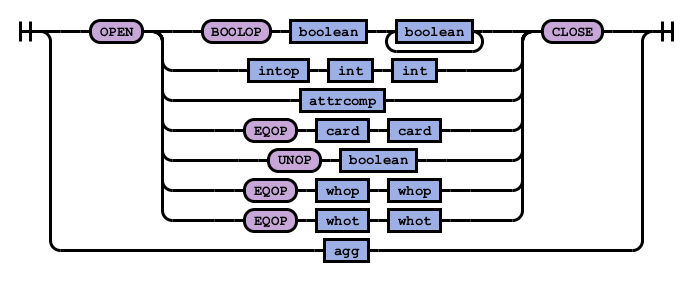 OPEN BOOLOP boolean boolean CLOSE
intop int int
attrcomp
EQOP card card
UNOP boolean
EQOP whop whop
EQOP whot whot
agg